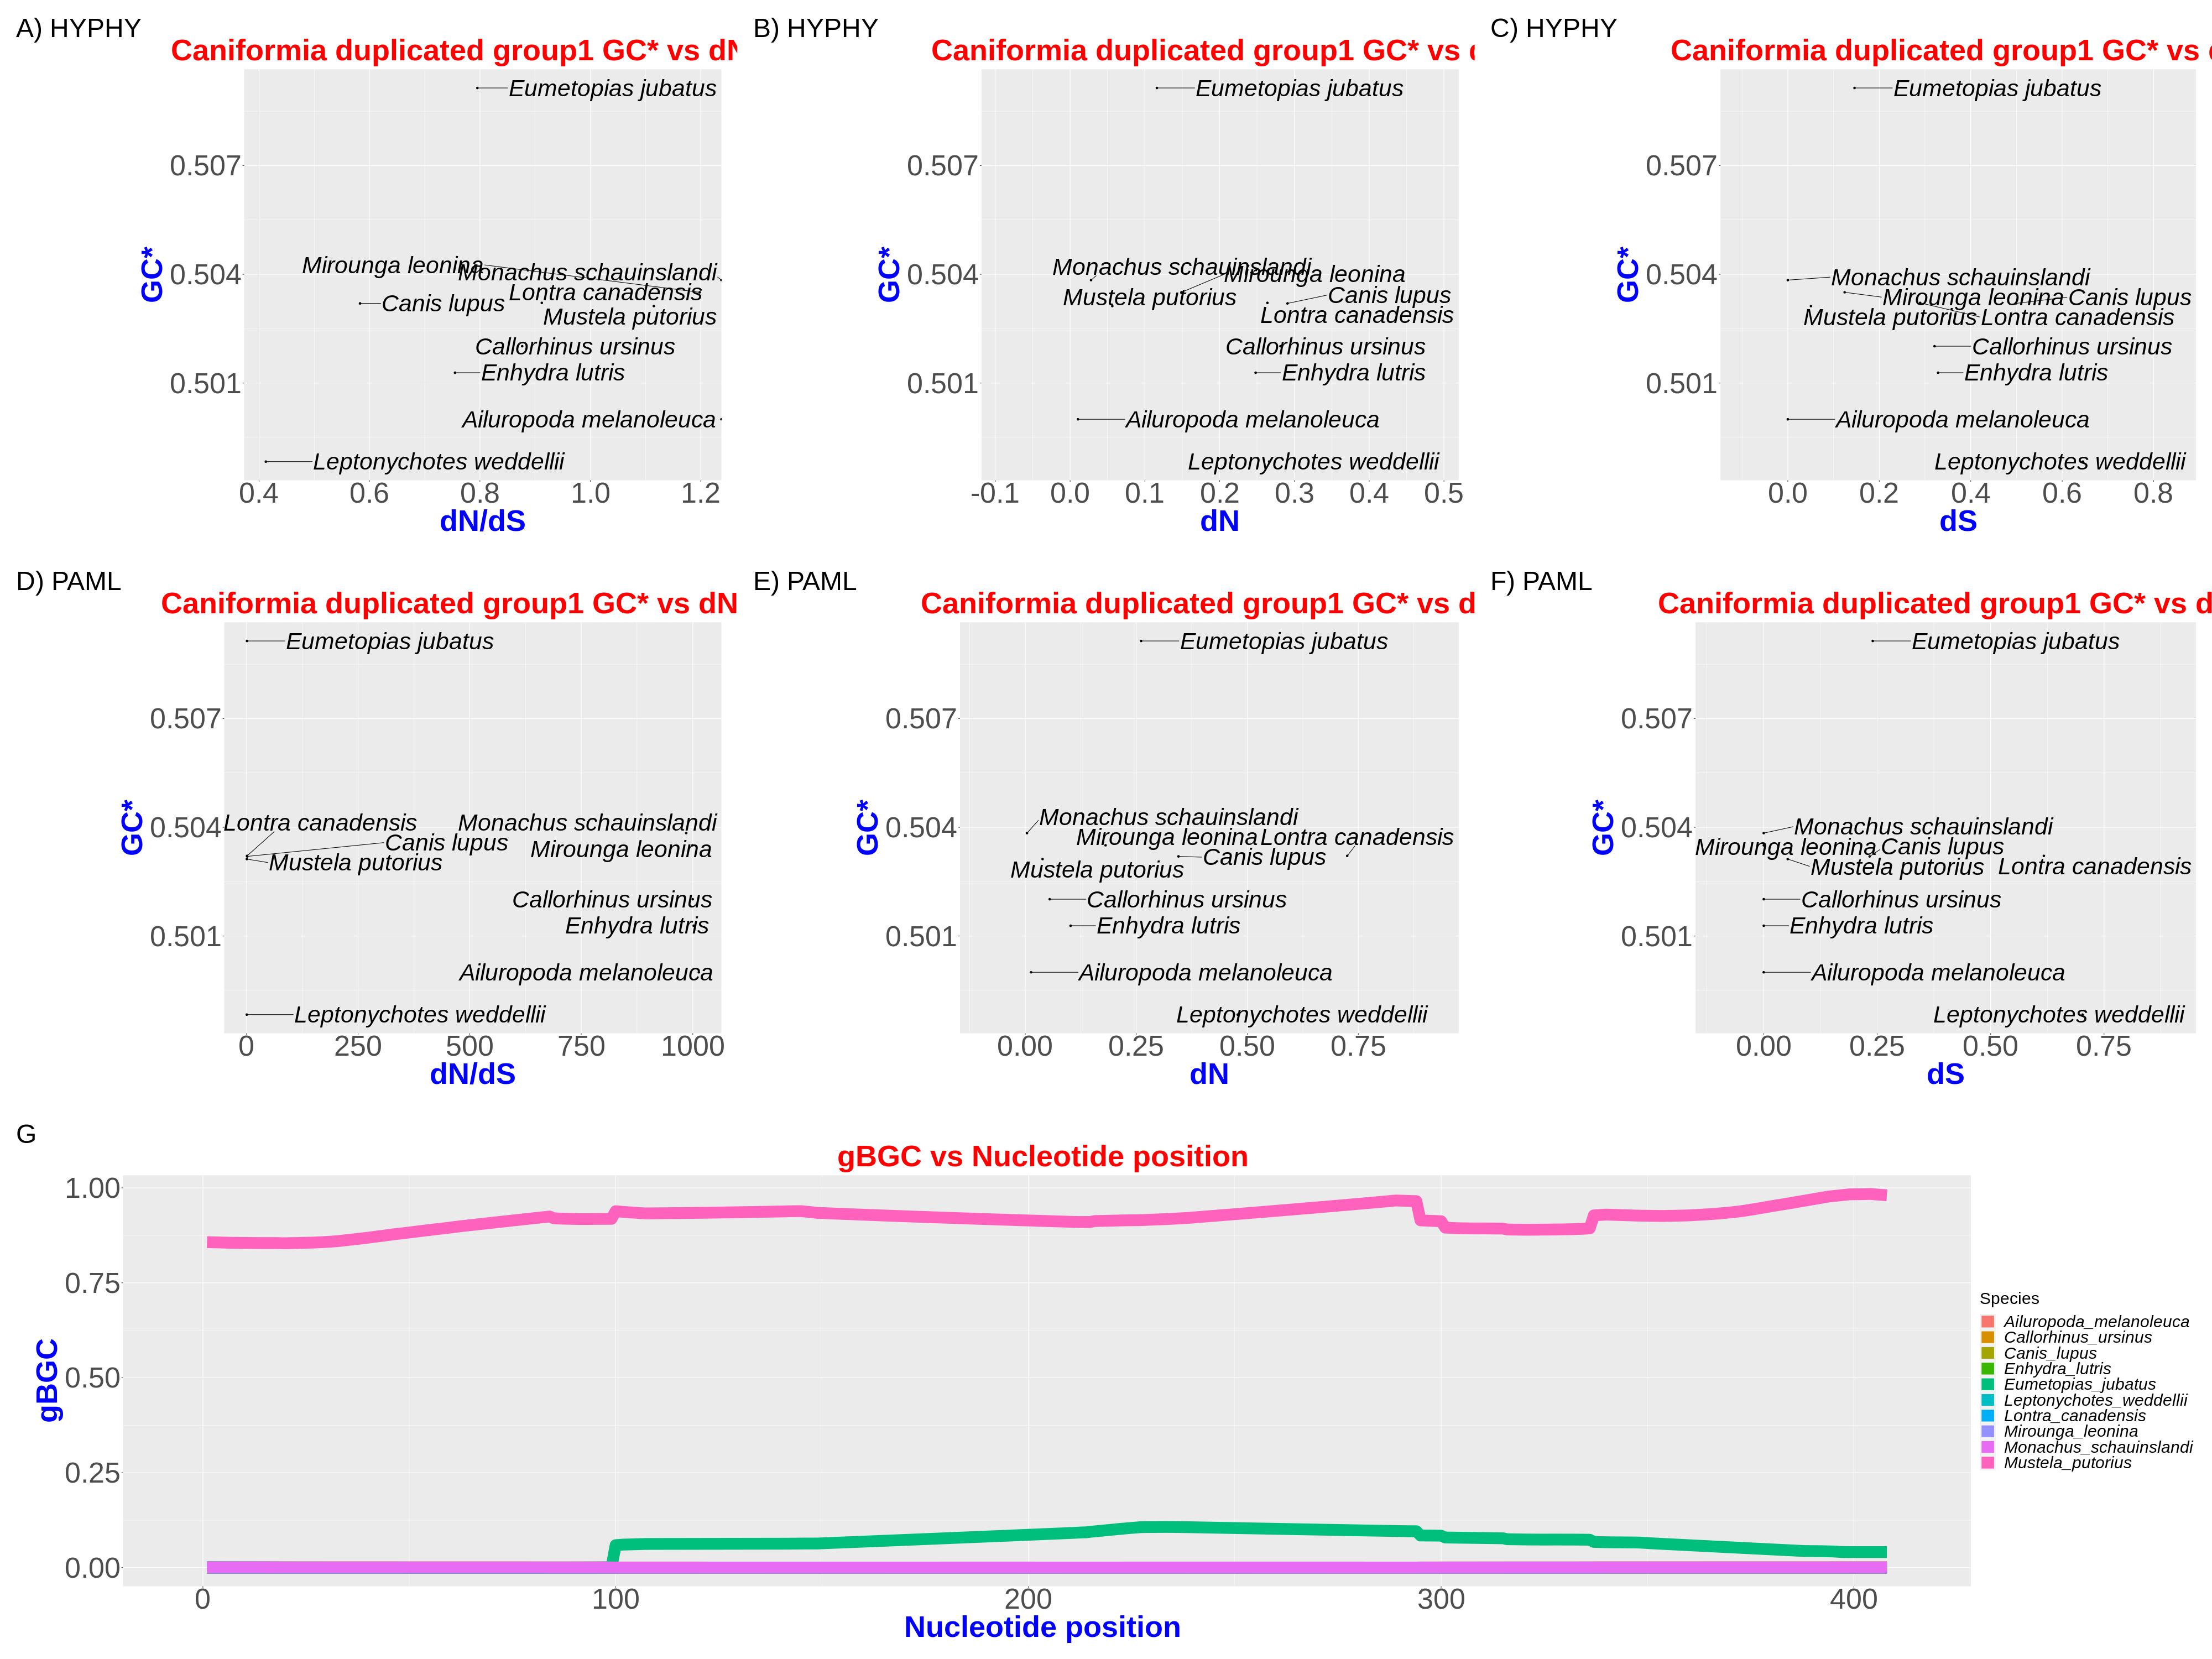 A) HYPHY
Caniformia duplicated group1 GC* vs dN
Eumetopias jubatus
0.507
Mirounga leonina
Monachus schauinslandi
0.504
Lontra canadensis
Canis lupus
Mustela putorius
Callorhinus ursinus
Enhydra lutris
0.501
Ailuropoda melanoleuca
Leptonychotes weddellii
GC*
0.4 0.6 0.8 1.0 1.2
dN/dS
B) HYPHY
Caniformia duplicated group1 GC* vs
Eumetopias jubatus
0.507
Monachus schauinslandi
0.504
Mirounga leonina
Mustela putorius
Canis lupus
Lontra canadensis
Callorhinus ursinus
Enhydra lutris
0.501
Ailuropoda melanoleuca
Leptonychotes weddellii
GC*
-0.1 0.0 0.1 0.2 0.3 0.4 0.5
dN
C) HYPHY
Caniformia duplicated group1 GC* vs
Eumetopias jubatus
0.507
0.504
Monachus schauinslandi
Mirounga leonina
Canis lupus
Mustela putorius
Lontra canadensis
Callorhinus ursinus
Enhydra lutris
0.501
Ailuropoda melanoleuca
Leptonychotes weddellii
GC*
0.0 0.2 0.4 0.6 0.8
dS
D) PAML
Caniformia duplicated group1 GC* vs dN
Eumetopias jubatus
0.507
0.504
Lontra canadensis
Monachus schauinslandi
Canis lupus
Mirounga leonina
Mustela putorius
Callorhinus ursinus
Enhydra lutris
0.501
Ailuropoda melanoleuca
Leptonychotes weddellii
GC*
0 250 500 750 1000
dN/dS
E) PAML
Caniformia duplicated group1 GC* vs d
Eumetopias jubatus
0.507
Monachus schauinslandi
0.504
Mirounga leonina
Lontra canadensis
Canis lupus
Mustela putorius
Callorhinus ursinus
Enhydra lutris
0.501
Ailuropoda melanoleuca
Leptonychotes weddellii
GC*
0.00 0.25 0.50 0.75
dN
F) PAML
Caniformia duplicated group1 GC* vs d
Eumetopias jubatus
0.507
0.504
Monachus schauinslandi
Mirounga leonina
Canis lupus
Mustela putorius
Lontra canadensis
Callorhinus ursinus
Enhydra lutris
0.501
Ailuropoda melanoleuca
Leptonychotes weddellii
GC*
0.00 0.25 0.50 0.75
dS
G
gBGC vs Nucleotide position
1.00
0.75
0.50
0.25
0.00
gBGC
0 100 200 300 400
Nucleotide position
Species
Ailuropoda_melanoleuca
Callorhinus_ursinus
Canis_lupus
Enhydra_lutris
Eumetopias_jubatus
Leptonychotes_weddellii
Lontra_canadensis
Mirounga_leonina
Monachus_schauinslandi
Mustela_putorius